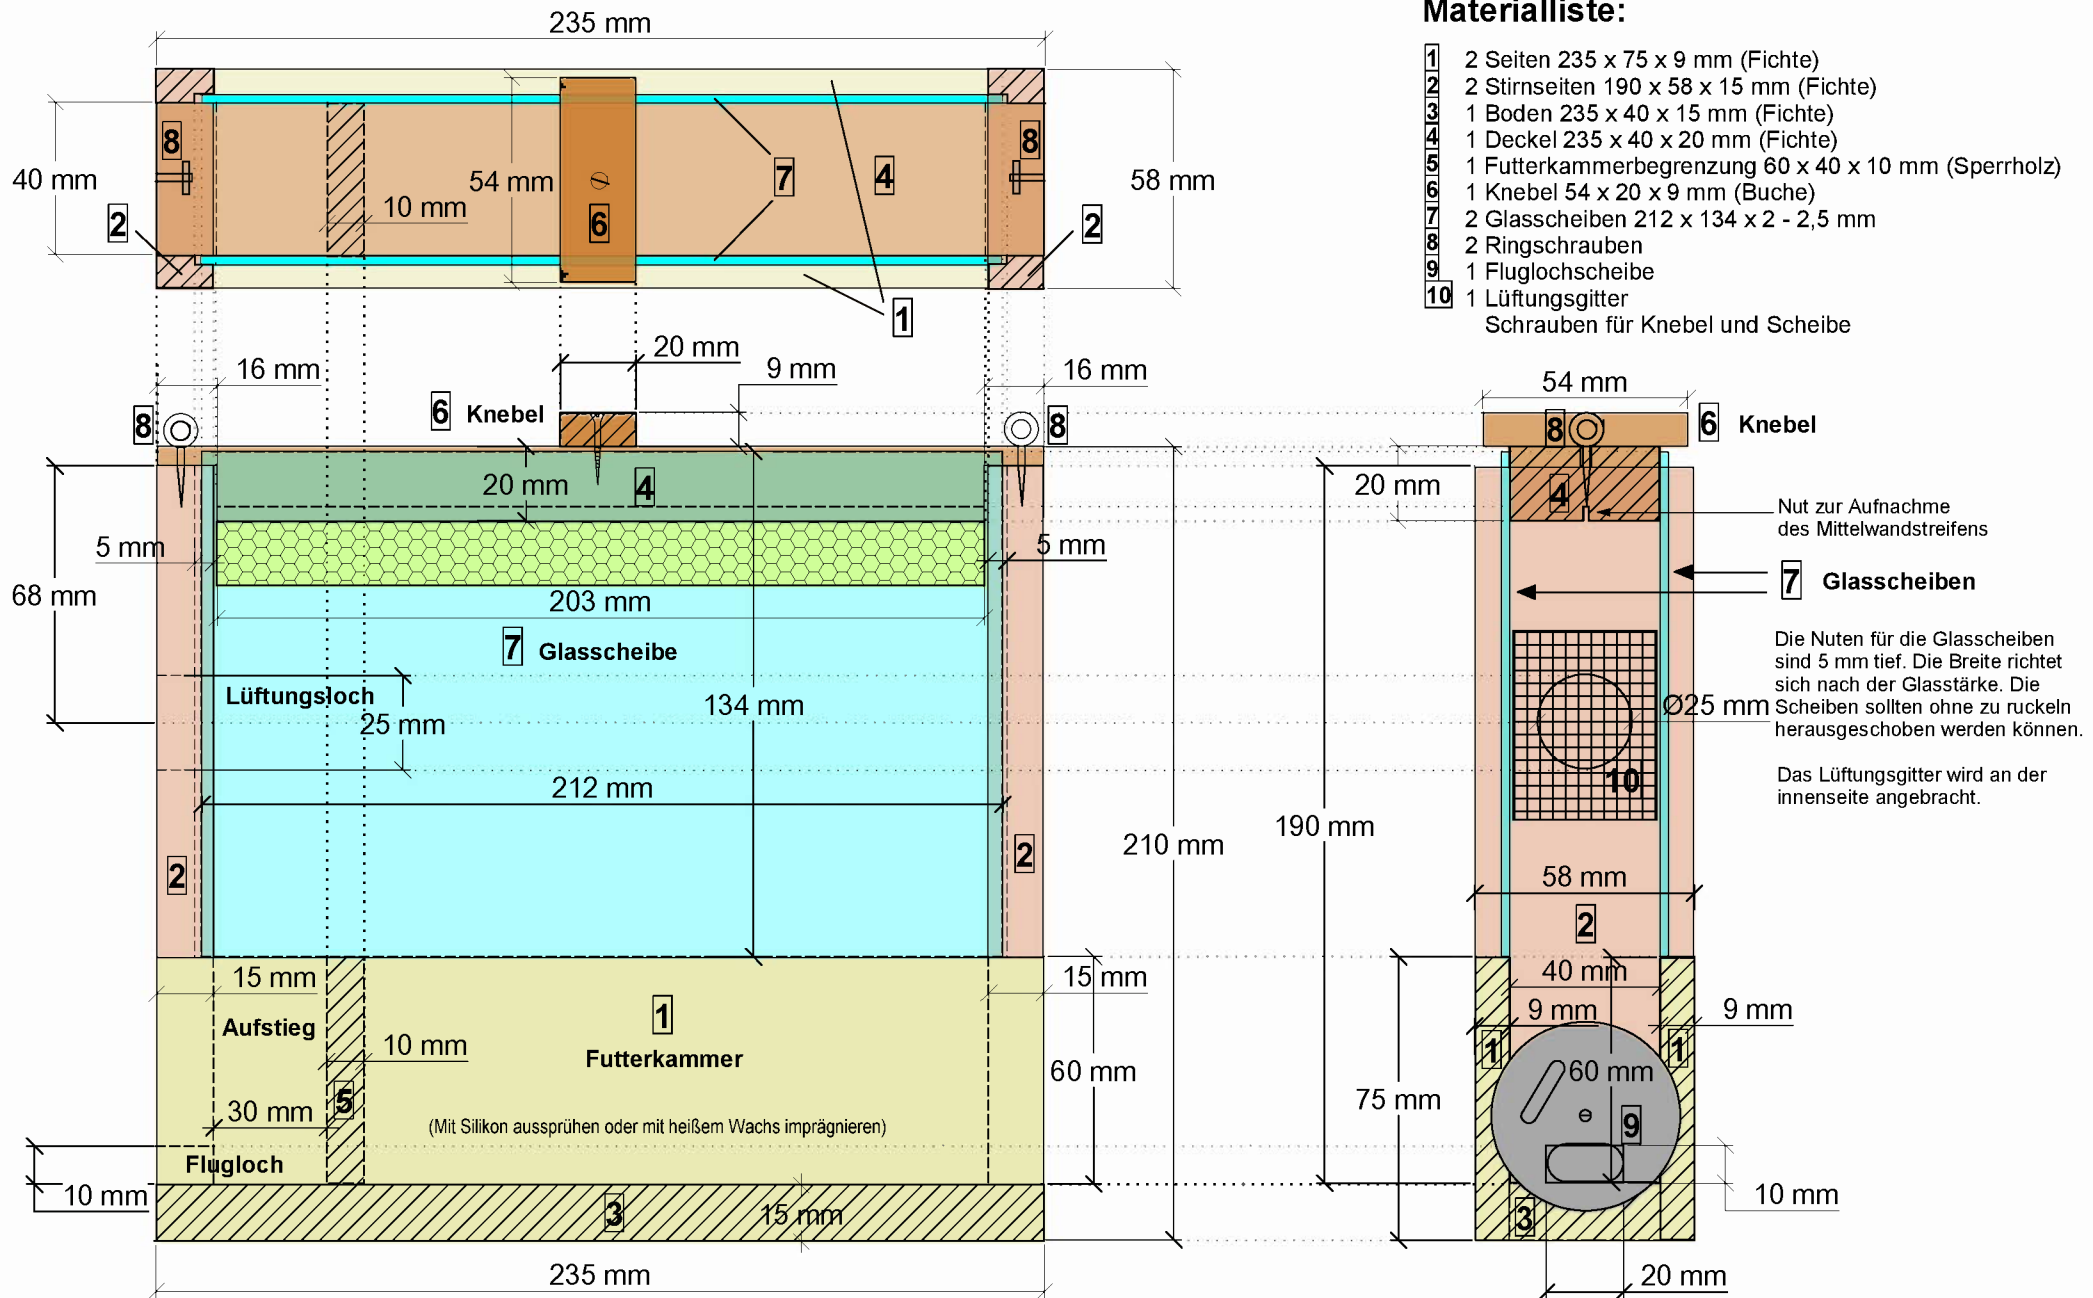 235 mm
Materialliste:
1 2 Seiten 235 x 75 x 9 mm (Fichte)
2 2 Stirnseiten 190 x 58 x 15 mm (Fichte)
3 1 Boden 235 x 40 x 15 mm (Fichte)
4 1 Deckel 235 x 40 x 20 mm (Fichte)
5 1 Futterkammerbegrenzung 60 x 40 x 10 mm (Sperrholz)
6 1 Knebel 54 x 20 x 9 mm (Buche)
7 2 Glasscheiben 212 x 134 x 2 - 2,5 mm
8 2 Ringschrauben
9 1 Fluglochscheibe
10 1 Lüftungsgitter
Schrauben für Knebel und Scheibe
8
8
40 mm
54 mm
7
4
58 mm
10 mm
2
6
2
1
20 mm
16 mm
9 mm
16 mm
6 Knebel
8
8
20 mm
4
5 mm
5 mm
68 mm
203 mm
7 Glasscheibe
Lüftungsloch
25 mm
134 mm
212 mm
2
2
210 mm
190 mm
15 mm
15 mm
Aufstieg
1
Futterkammer
10 mm
60 mm
5
30 mm
(Mit Silikon aussprühen oder mit heißem Wachs imprägnieren)
Flugloch
10 mm
3
15 mm
235 mm
54 mm
8
6 Knebel
20 mm
4
Nut zur Aufnachme
des Mittelwandstreifens
7 Glasscheiben
Die Nuten für die Glasscheiben
sind 5 mm tief. Die Breite richtet
sich nach der Glasstärke. Die
Scheiben sollten ohne zu ruckeln
herausgeschoben werden können.
Ø25 mm
10
Das Lüftungsgitter wird an der
innenseite angebracht.
58 mm
2
40 mm
9 mm
9 mm
1
1
60 mm
75 mm
9
10 mm
3
20 mm